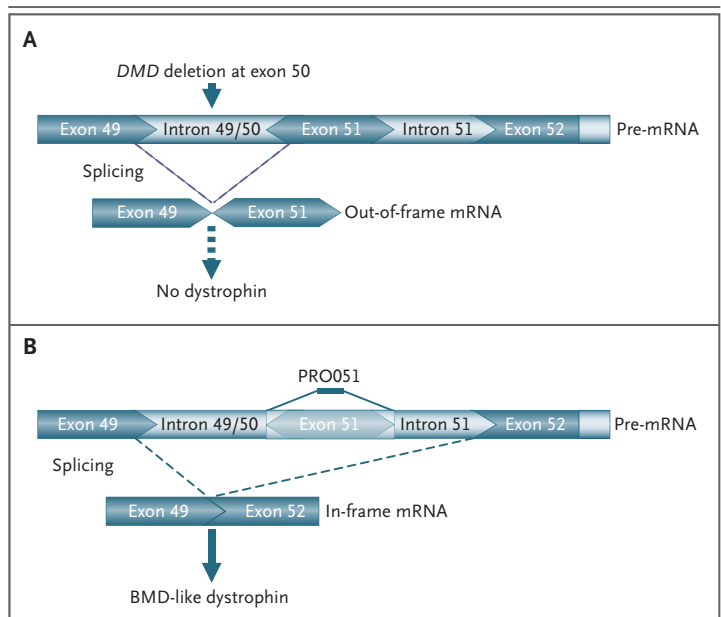 A
DMD deletion at exon 50
Exon 49 Intron 49/50 Exon 51 Intron 51 Exon 52 Pre-mRNA
Splicing
Exon 49 Exon 51 Out-of-frame mRNA
No dystrophin
B
PRO051
Exon 49 Intron 49/50 Exon 51 Intron 51 Exon 52 Pre-mRNA
Splicing
Exon 49 Exon 52 In-frame mRNA
BMD-like dystrophin